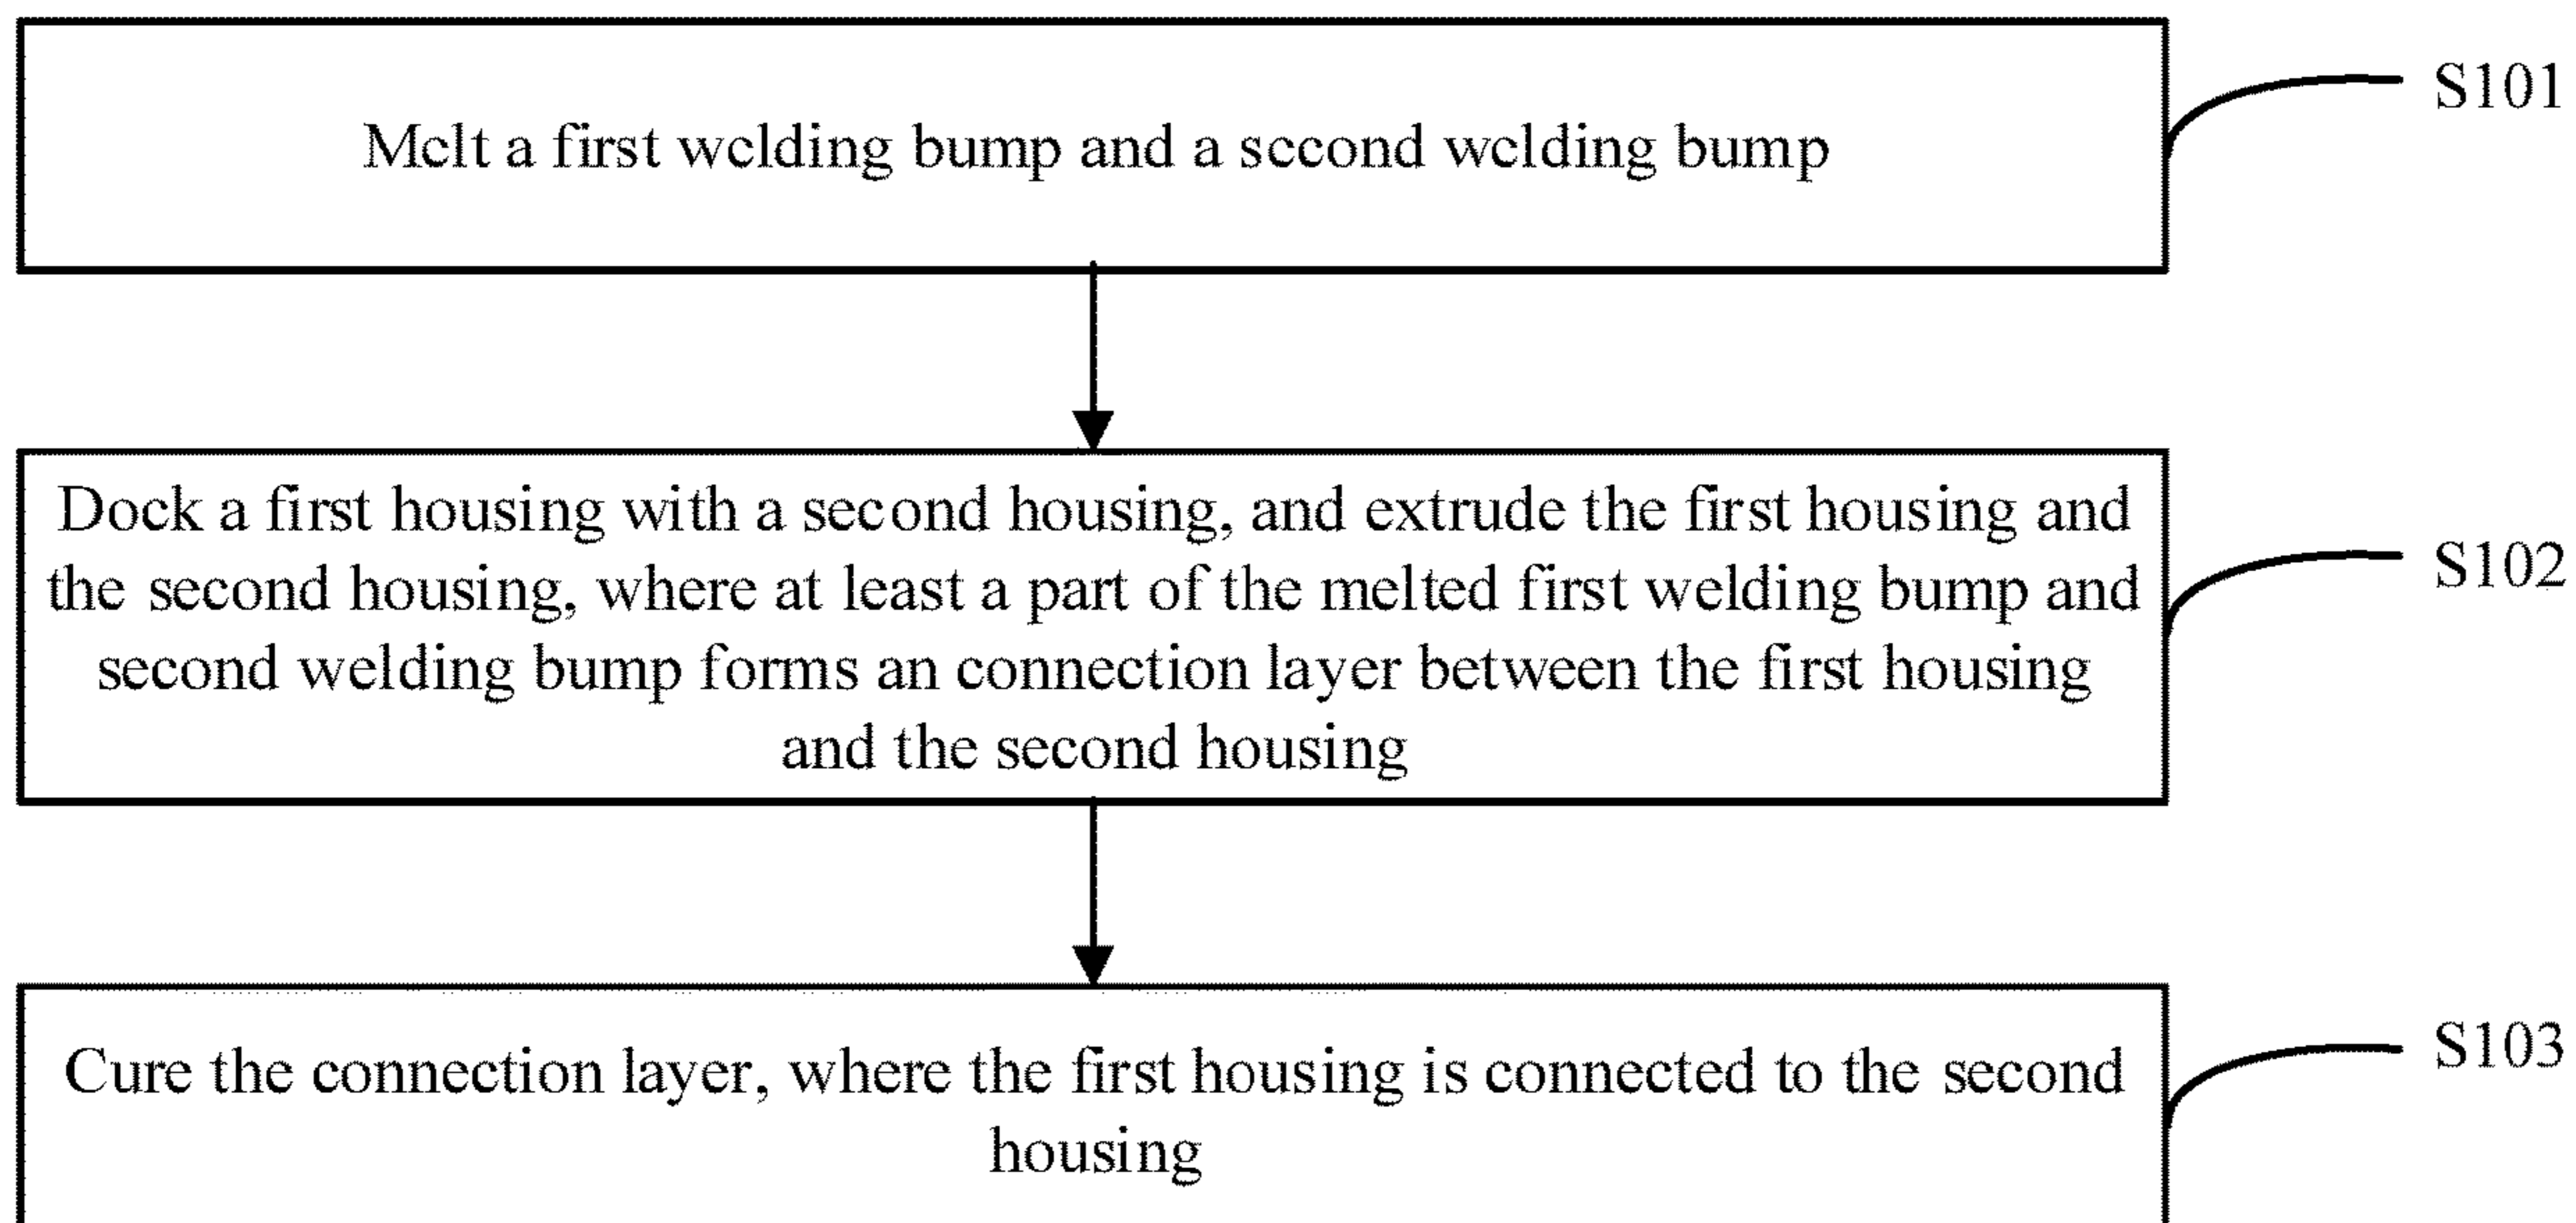 Melt a first welding bump and a second welding bump
S101
Dock a first housing with a second housing, and extrude the first housing and
the second housing, where at least a part of the melted first welding bump and
second welding bump forms an connection layer between the first housing
and the second housing
S102
Cure the connection layer, where the first housing is connected to the second
housing
S103